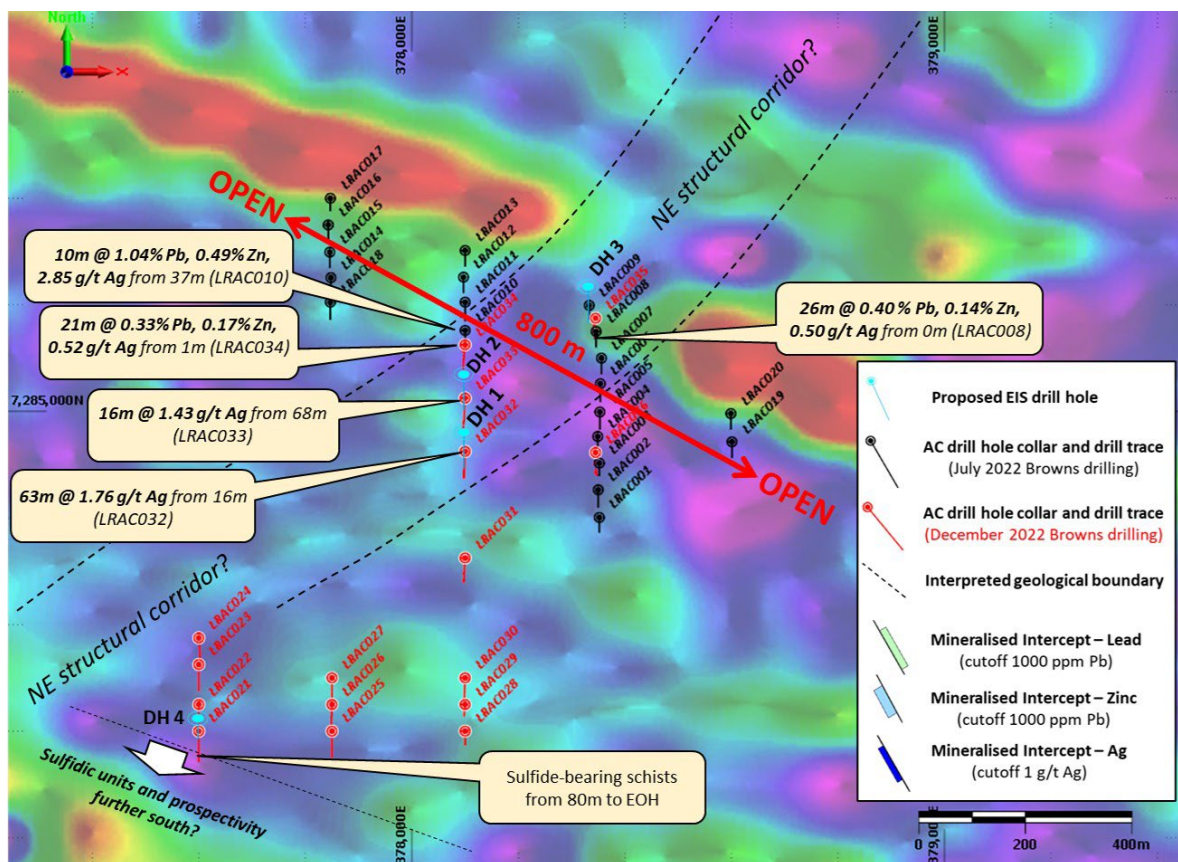 North
X
378,000E
379,000E
NE structural corridor?
OPEN
LRAC017
LRAC016
LRAC015
LRAC014
LRAC018
LRAC013
LRAC012
LRAC011
LRAC010
LRAC034
DH 2
LRAC033
DH 1
LRAC032
DH 3
LRAC009
LRAC035
LRAC008
LRAC007
LRAC005
LRAC004
LRAC002
LRAC001
LRAC020
LRAC019
800 m
OPEN
10m @ 1.04% Pb, 0.49% Zn,
2.85 g/t Ag from 37m (LRAC010)
21m @ 0.33% Pb, 0.17% Zn,
0.52 g/t Ag from 1m (LRAC034)
7,285,000N
16m @ 1.43 g/t Ag from 68m
(LRAC033)
63m @ 1.76 g/t Ag from 16m
(LRAC032)
26m @ 0.40% Pb, 0.14% Zn,
0.50 g/t Ag from 0m (LRAC008)
LRAC031
NE structural corridor?
LRAC024
LRAC023
LRAC022
LRAC021
DH 4
LRAC027
LRAC026
LRAC025
LRAC030
LRAC029
LRAC028
Sulfidic units and prospectivity
further south?
Sulfide-bearing schists
from 80m to EOH
Proposed EIS drill hole
AC drill hole collar and drill trace
(July 2022 Browns drilling)
AC drill hole collar and drill trace
(December 2022 Browns drilling)
Interpreted geological boundary
Mineralised Intercept – Lead
(cutoff 1000 ppm Pb)
Mineralised Intercept – Zinc
(cutoff 1000 ppm Pb)
Mineralised Intercept – Ag
(cutoff 1 g/t Ag)
378,000E
379,000E
0
200
400m